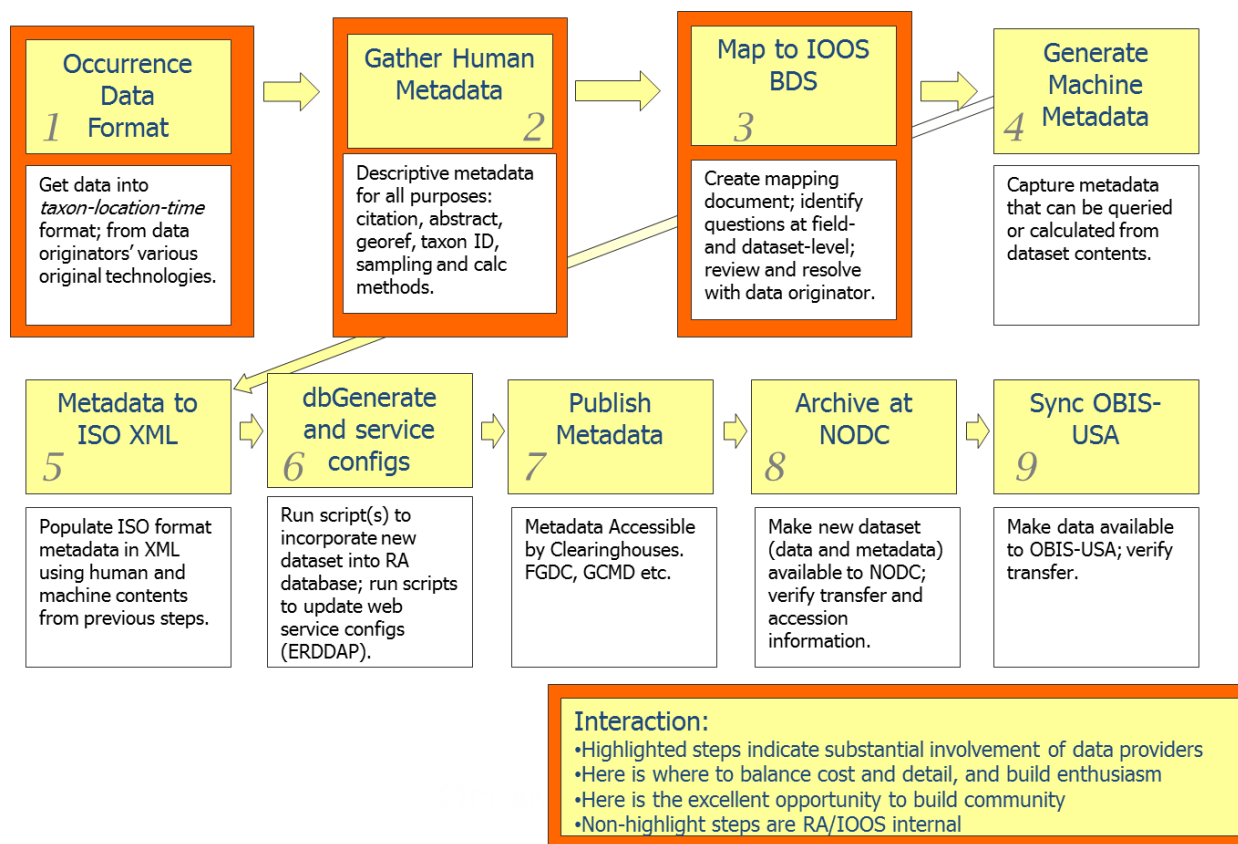 Occurrence
Data
Format
1
Get data into
taxon-location-time
format; from data
originators' various
original technologies.
Gather Human
Metadata
2
Descriptive metadata
for all purposes:
citation, abstract,
georef, taxon ID,
sampling and calc
methods.
Map to IOOS
BDS
3
Create mapping
document; identify
questions at field-
and dataset-level;
review and resolve
with data originator.
Generate
Machine
Metadata
4
Capture metadata
that can be queried
or calculated from
dataset contents.
Metadata to
ISO XML
5
Populate ISO format
metadata in XML
using human and
machine contents
from previous steps.
dbGenerate
and service
configs
6
Run script(s) to
incorporate new
dataset into RA
database; run scripts
to update web
service configs
(ERDDAP).
Publish
Metadata
7
Metadata Accessible
by Clearinghouses.
FGDC, GCMD etc.
Archive at
NODC
8
Make new dataset
(data and metadata)
available to NODC;
verify transfer and
accession
information.
Sync OBIS-
USA
9
Make data available
to OBIS-USA; verify
transfer.
Interaction:
•Highlighted steps indicate substantial involvement of data providers
•Here is where to balance cost and detail, and build enthusiasm
•Here is the excellent opportunity to build community
•Non-highlight steps are RA/IOOS internal